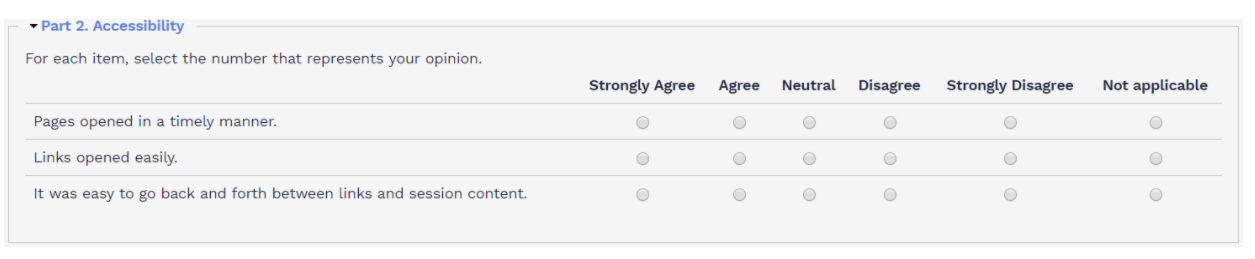 Part 2. Accessibility
For each item, select the number that represents your opinion.
Strongly Agree Agree Neutral Disagree Strongly Disagree Not applicable
Pages opened in a timely manner.
Links opened easily.
It was easy to go back and forth between links and session content.